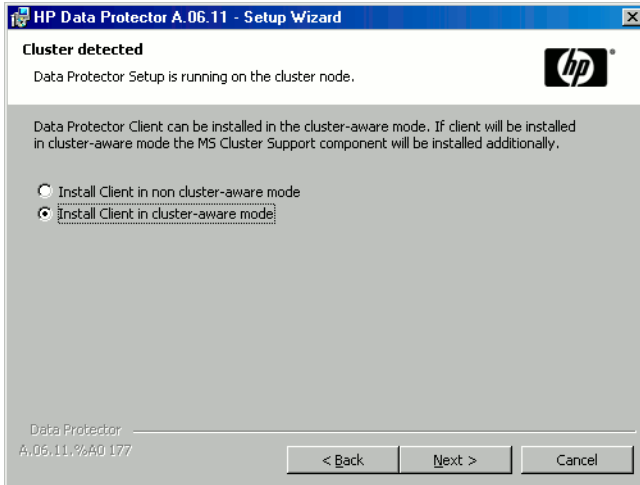 HP Data Protector A.06.11 - Setup Wizard
Cluster detected
Data Protector Setup is running on the cluster node.
hp
Data Protector Client can be installed in the cluster-aware mode. If client will be installed
in cluster-aware mode the MS Cluster Support component will be installed additionally.
Install Client in non cluster-aware mode
Install Client in cluster-aware mode
Data Protector
A.06.11.%A0 177
< Back
Next >
Cancel